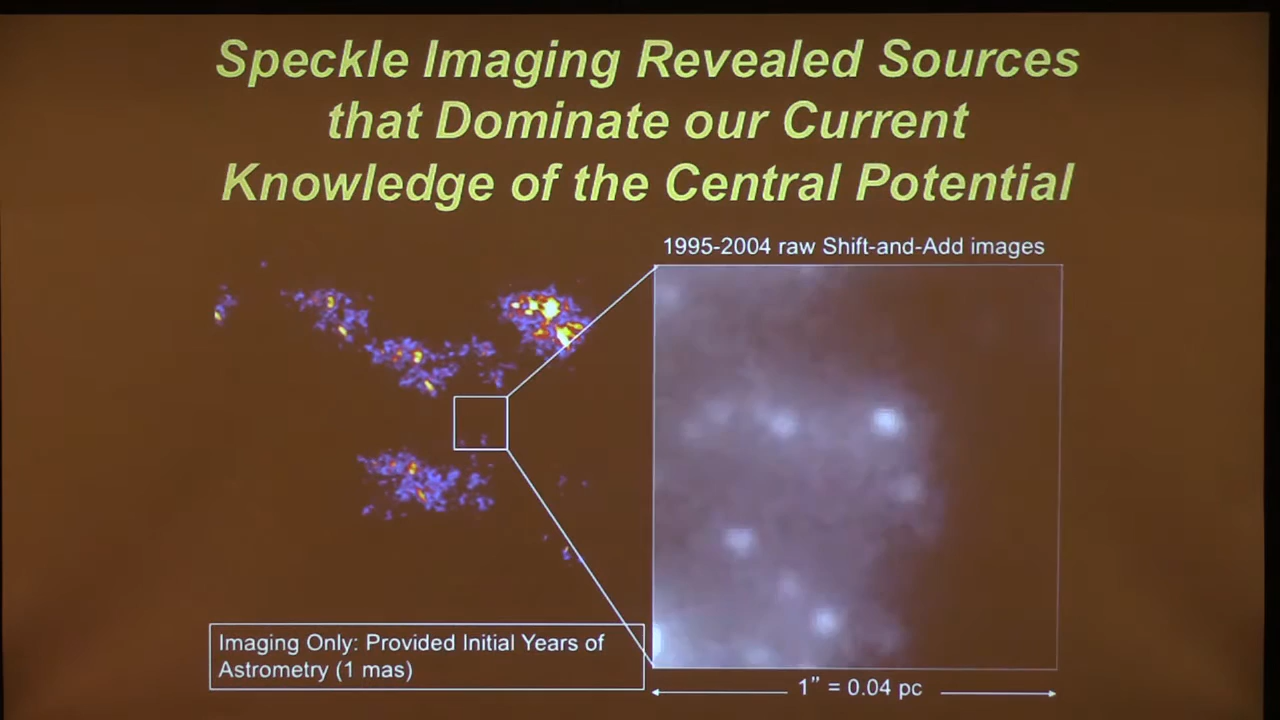 Speckle Imaging Revealed Sources
that Dominate our Current
Knowledge of the Central Potential
1995-2004 raw Shift-and-Add images
Imaging Only: Provided Initial Years of
Astrometry (1 mas)
1” = 0.04 pc